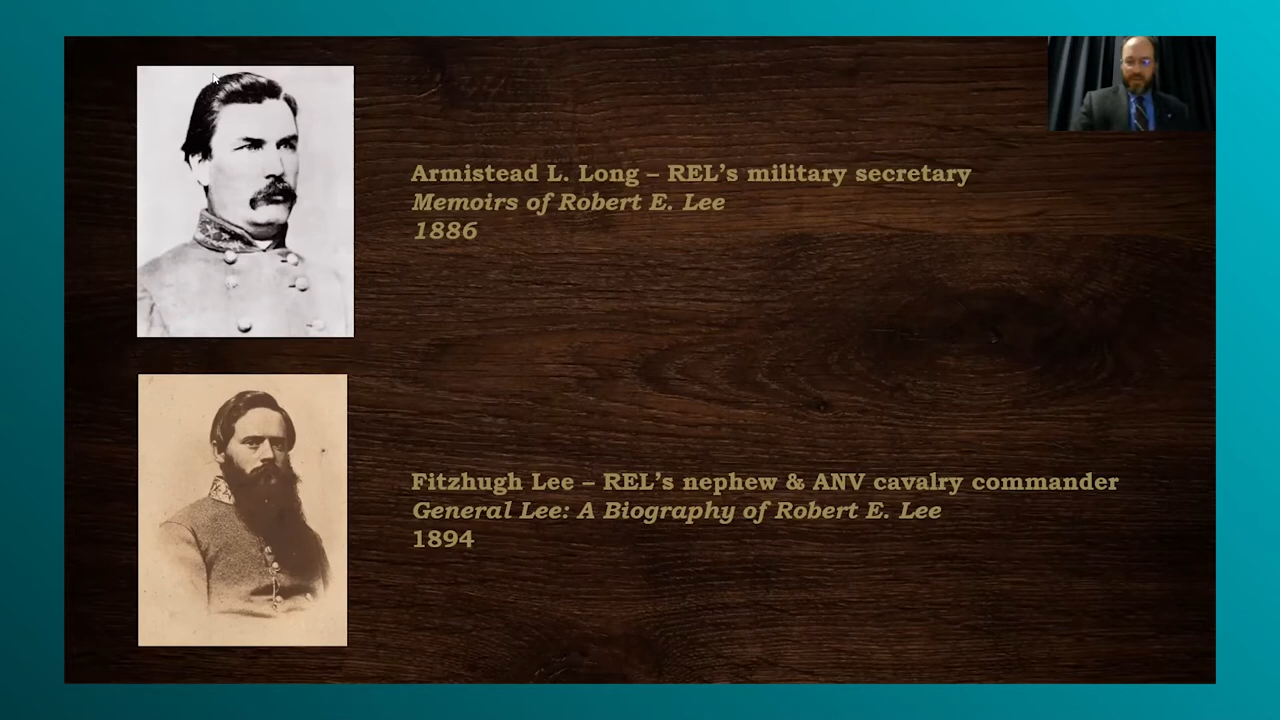 Armistead L. Long – REL’s military secretary
Memoirs of Robert E. Lee
1886
Fitzhugh Lee – REL’s nephew & ANV cavalry commander
General Lee: A Biography of Robert E. Lee
1894